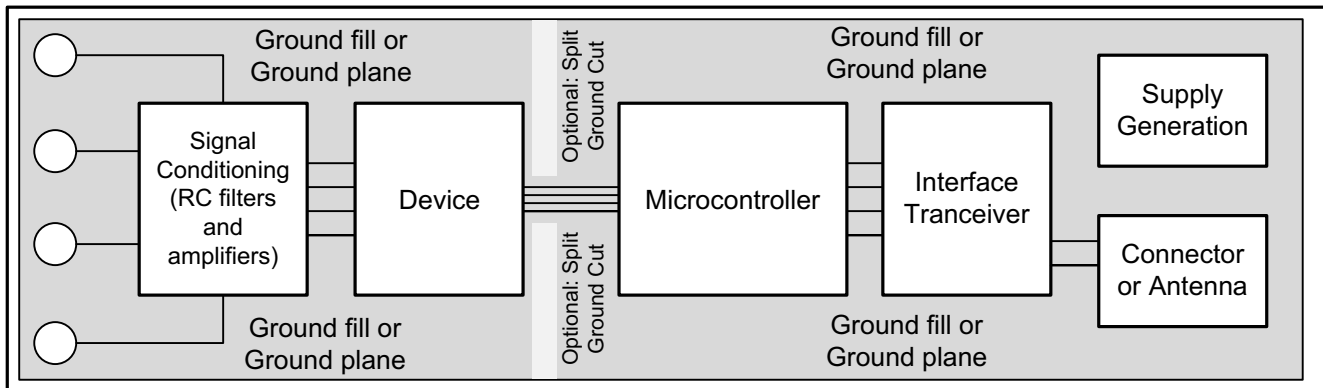 Ground fill or
Ground plane
Optional: Split
Ground Cut
Ground fill or
Ground plane
Supply
Generation
Signal
Conditioning
(RC filters
and
amplifiers)
Device
Microcontroller
Interface
Tranceiver
Connector
or Antenna
Ground fill or
Ground plane
Optional: Split
Ground Cut
Ground fill or
Ground plane